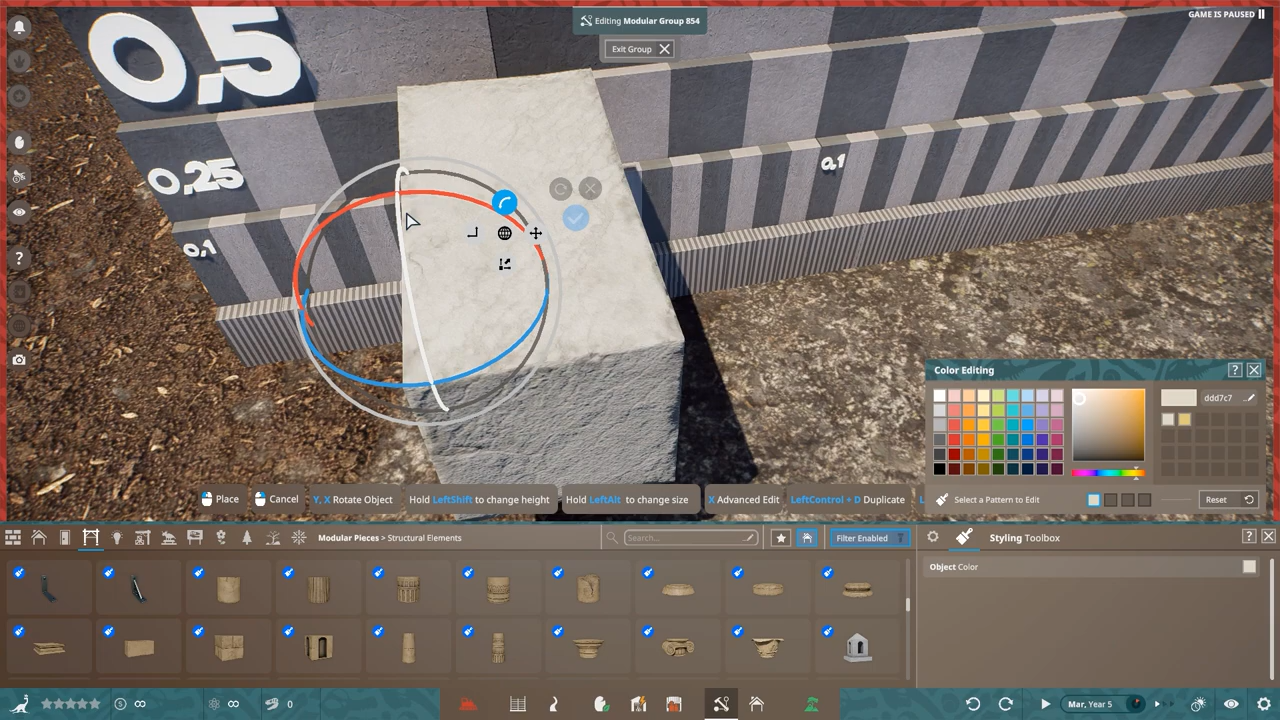 Editing Modular Group 854
GAME IS PAUSED
Exit Group
0,5
0,25
0,1
0,1
Color Editing
ddd7c7
Select a Pattern to Edit
Reset
Place
Cancel
Y, X Rotate Object
Hold LeftShift to change height
Hold LeftAlt to change size
X Advanced Edit
LeftControl + D Duplicate
L
Modular Pieces > Structural Elements
Search...
Filter Enabled
Styling Toolbox
Object Color
0
Mar, Year 5